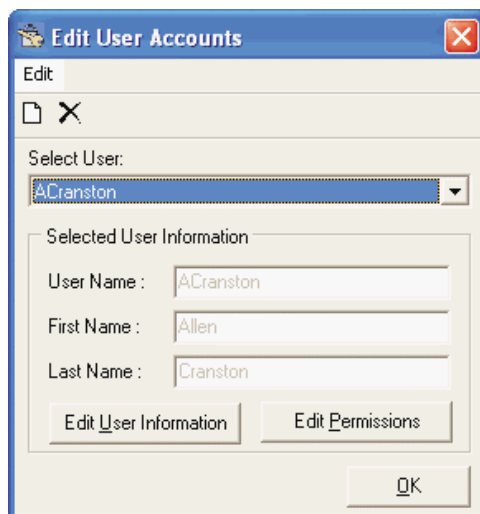 Edit User Accounts
Edit
Select User:
ACranston
Selected User Information
User Name : ACranston
First Name : Allen
Last Name : Cranston
Edit User Information Edit Permissions
OK